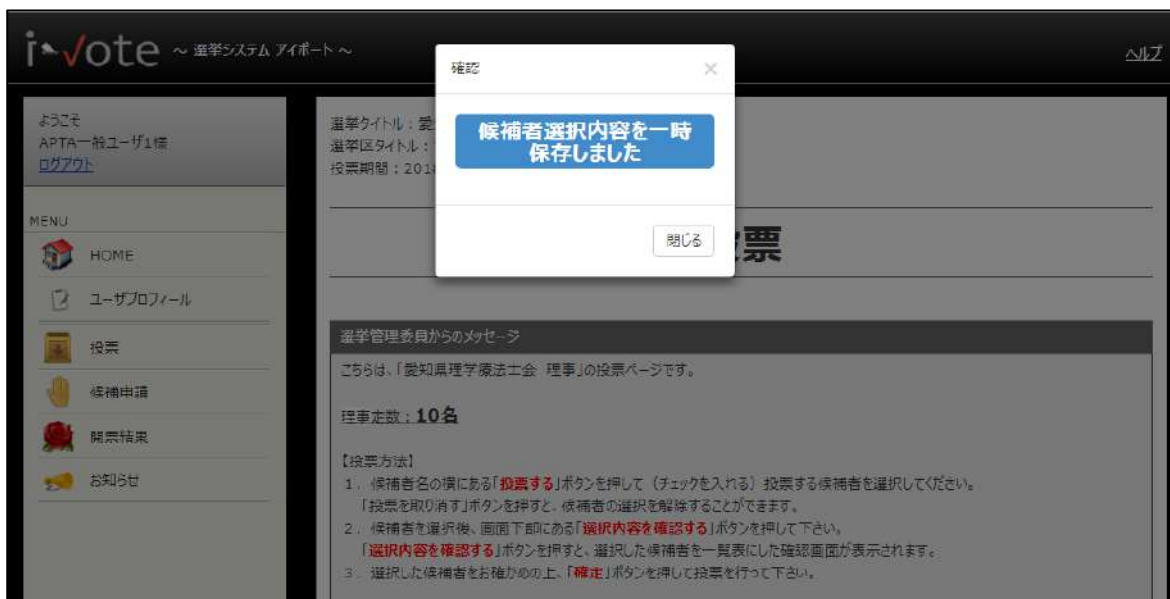 i-Vote ～ 選挙システム アイボート ～
ヘルプ
ようこそ
APTA一般ユーザ1様
ログアウト
MENU
HOME
ユーザプロフィール
投票
候補申請
開票結果
お知らせ
確認
×
候補者選択内容を一時
保存しました
閉じる
選挙タイトル：愛
選挙区タイトル：
投票期間：201
票
選挙管理委員からのメッセージ
こちらは、「愛知県理学療法士会 理事」の投票ページです。
理事定数：10名
【投票方法】
1． 候補者名の横にある「投票する」ボタンを押して（チェックを入れる）投票する候補者を選択してください。
「投票を取り消す」ボタンを押すと、候補者の選択を解除することができます。
2． 候補者を選択後、画面下部にある「選択内容を確認する」ボタンを押して下さい。
「選択内容を確認する」ボタンを押すと、選択した候補者を一覧表にした確認画面が表示されます。
3． 選択した候補者をお確かめの上、「確定」ボタンを押して投票を行って下さい。